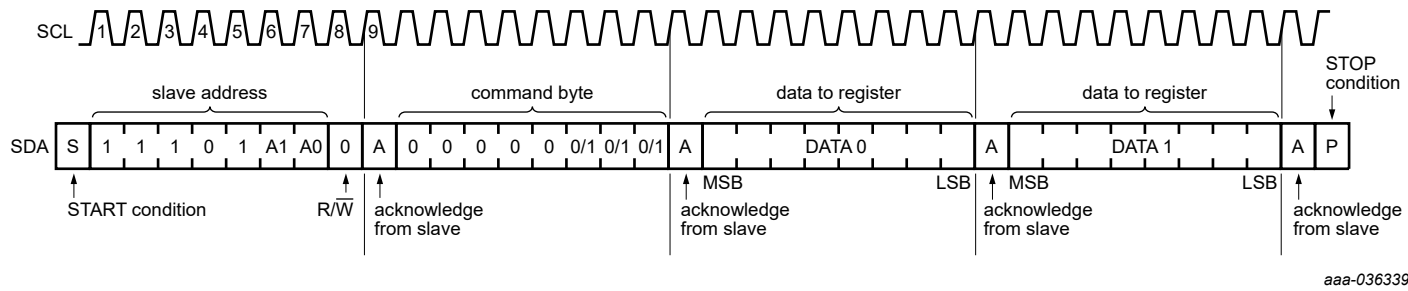 SCL 1 2 3 4 5 6 7 8 9
STOP
condition
slave address command byte data to register data to register
SDA S 1 1 1 0 1 A1 A0 0 A 0 0 0 0 0 0/1 0/1 0/1 A DATA 0 A DATA 1 A P
MSB LSB MSB LSB
START condition R/W̅ acknowledge acknowledge acknowledge acknowledge
from slave from slave from slave from slave
aaa-036339